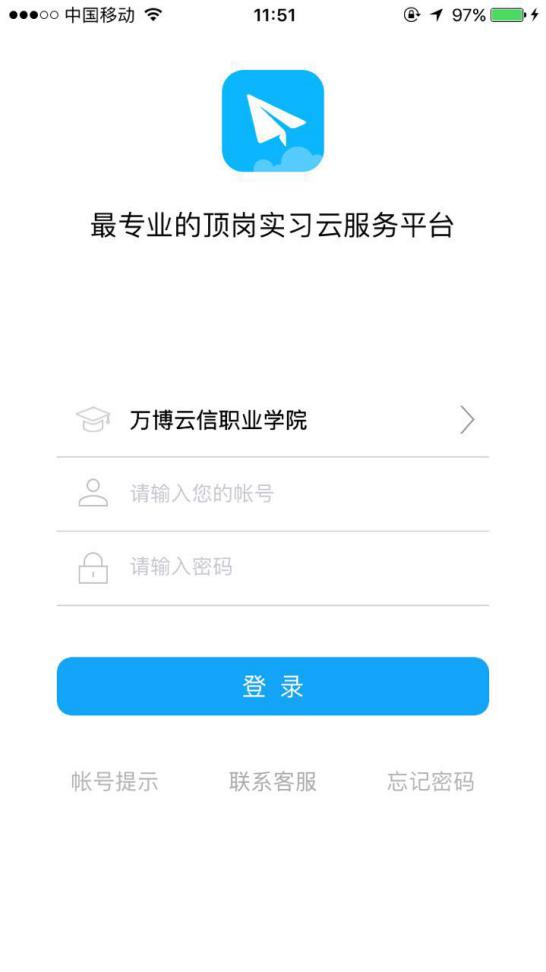 中国移动 11:51 97%
最专业的顶岗实习云服务平台
万博云信职业学院
请输入您的帐号
请输入密码
登 录
帐号提示 联系客服 忘记密码